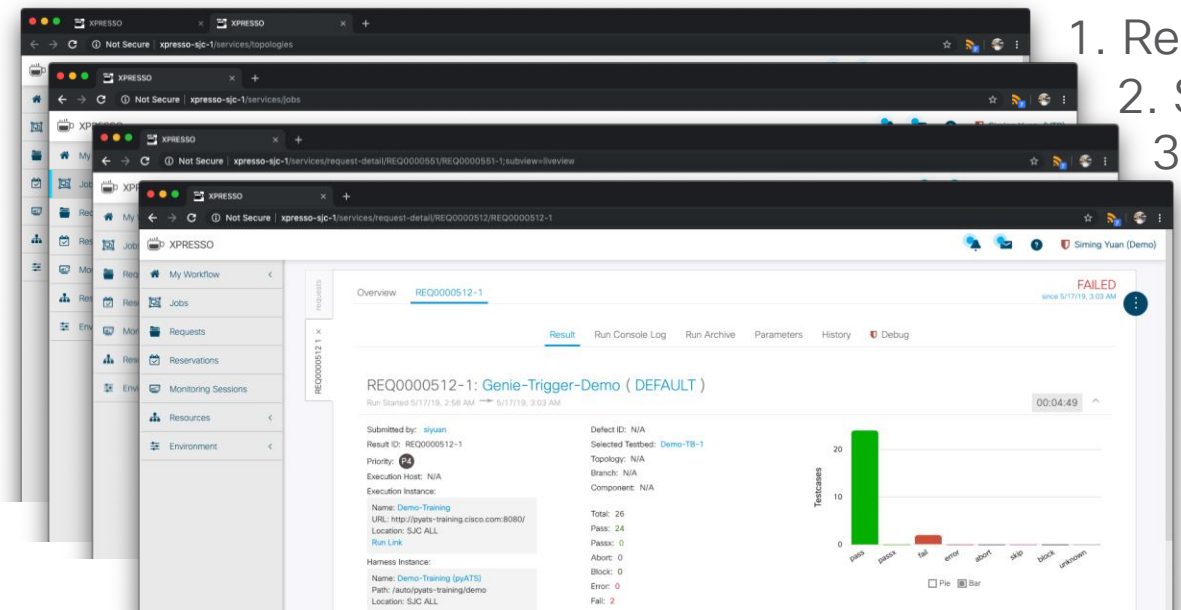 XPRESSO
XPRESSO
Not Secure | xpresso-sjc-1/services/topologies
XPRESSO
Not Secure | xpresso-sjc-1/services/jobs
XPRESSO
Not Secure | xpresso-sjc-1/services/request-detail/REQ0000551/REQ0000551-1;subview=liveview
XPRESSO
Not Secure | xpresso-sjc-1/services/request-detail/REQ0000512/REQ0000512-1
XPRESSO
Siming Yuan (Demo)
My Workflow
Jobs
Requests
Reservations
Monitoring Sessions
Resources
Environment
requests
REQ0000512 1
Overview
REQ0000512-1
FAILED
since 5/17/19, 3:03 AM
Result
Run Console Log
Run Archive
Parameters
History
Debug
REQ0000512-1: Genie-Trigger-Demo ( DEFAULT )
Run Started 5/17/19, 2:58 AM
5/17/19, 3:03 AM
00:04:49
Submitted by: siyuan
Result ID: REQ0000512-1
Priority: P4
Execution Host: N/A
Execution Instance:
Name: Demo-Training
URL: http://pyats-training.cisco.com:8080/
Location: SJC ALL
Run Link
Harness Instance:
Name: Demo-Training (pyATS)
Path: /auto/pyats-training/demo
Location: SJC ALL
Defect ID: N/A
Selected Testbed: Demo-TB-1
Topology: N/A
Branch: N/A
Component: N/A
Total: 26
Pass: 24
Passx: 0
Abort: 0
Block: 0
Error: 0
Fail: 2
Testcases
20
10
0
pass
passx
fail
error
abort
skip
block
unknown
Pie
Bar
1. Re
2. S
3